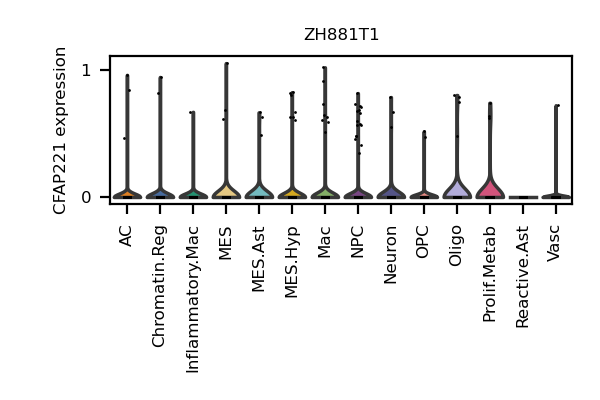 ZH881T1
CFAP221 expression
1
0
AC
Chromatin.Reg
Inflammatory.Mac
MES
MES.Ast
MES.Hyp
Mac
NPC
Neuron
OPC
Oligo
Prolif.Metab
Reactive.Ast
Vasc